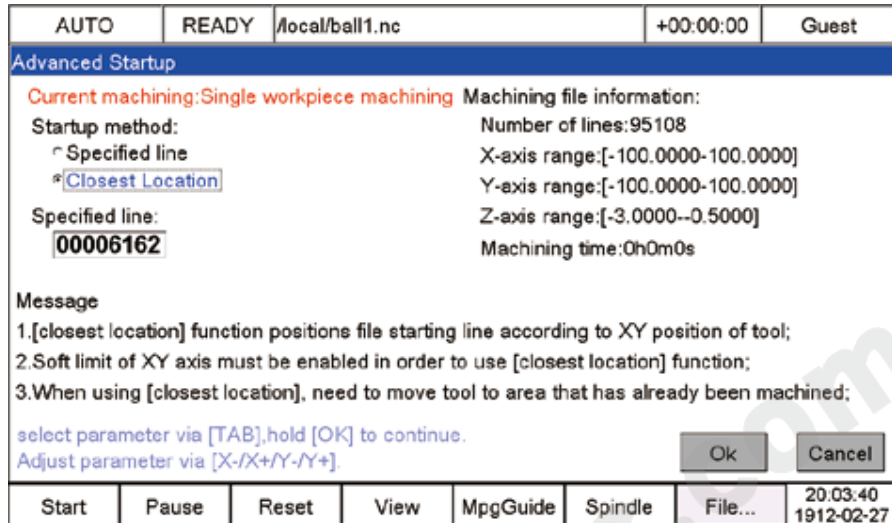 AUTO READY /local/ball1.nc +00:00:00 Guest
Advanced Startup
Current machining:Single workpiece machining Machining file information:
Startup method: Number of lines:95108
Specified line X-axis range:[-100.0000-100.0000]
Closest Location Y-axis range:[-100.0000-100.0000]
Specified line: Z-axis range:[-3.0000--0.5000]
00006162 Machining time:0h0m0s
Message
1.[closest location] function positions file starting line according to XY position of tool;
2.Soft limit of XY axis must be enabled in order to use [closest location] function;
3.When using [closest location], need to move tool to area that has already been machined;
select parameter via [TAB],hold [OK] to continue.
Adjust parameter via [X-/X+/Y-/Y+].
Ok Cancel
Start Pause Reset View MpgGuide Spindle File... 20:03:40
1912-02-27
.com